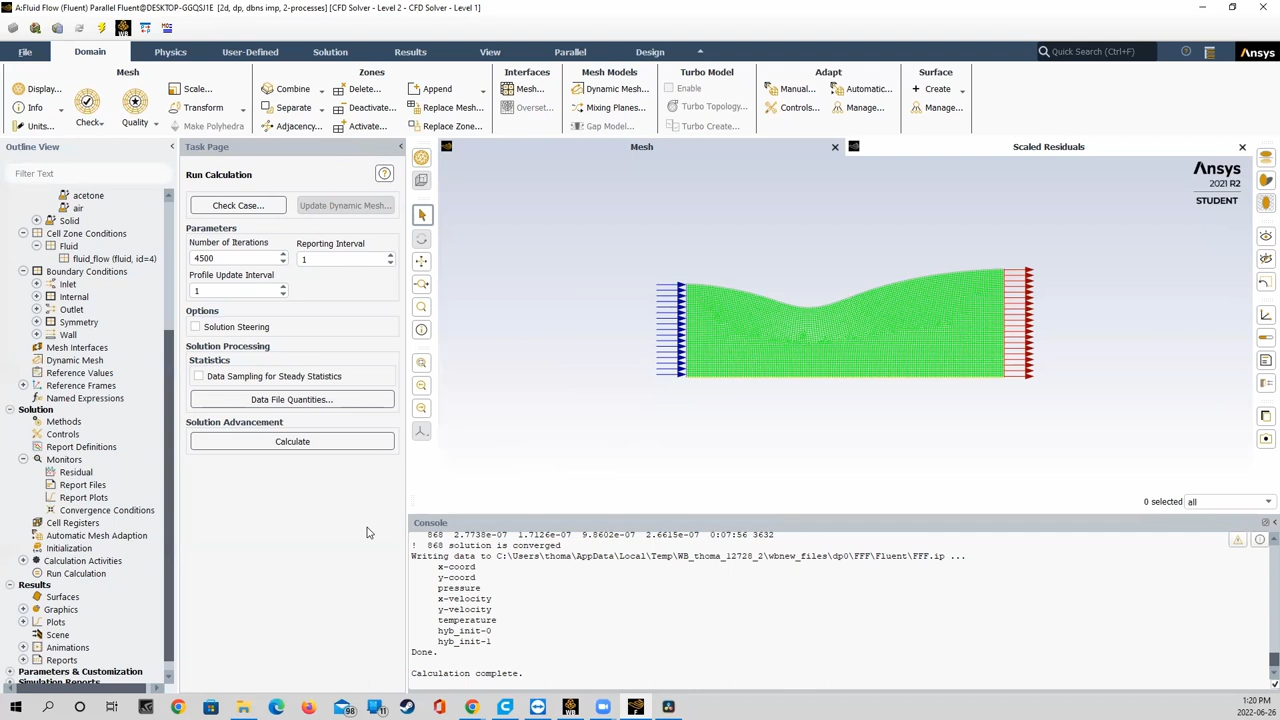 A:Fluid Flow (Fluent) Parallel Fluent@DESKTOP-GGQSJ1E [2d, dp, dbns imp, 2-processes] [CFD Solver - Level 2 - CFD Solver - Level 1]
File Domain Physics User-Defined Solution Results View Parallel Design Quick Search (Ctrl+F) Ansys
Mesh Zones Interfaces Mesh Models Turbo Model Adapt Surface
Display... Scale... Combine Delete... Append Mesh... Dynamic Mesh... Enable Manual... Automatic... Create
Info Check Quality Transform Separate Deactivate... Replace Mesh... Overset... Mixing Planes... Turbo Topology... Controls... Manage... Manage...
Units... Make Polyhedra Adjacency... Activate... Replace Zone... Gap Model... Turbo Create...
Outline View
Filter Text
acetone
air
Solid
Cell Zone Conditions
Fluid
fluid_flow (fluid, id=4)
Boundary Conditions
Inlet
Internal
Outlet
Symmetry
Wall
Mesh Interfaces
Dynamic Mesh
Reference Values
Reference Frames
Named Expressions
Solution
Methods
Controls
Report Definitions
Monitors
Residual
Report Files
Report Plots
Convergence Conditions
Cell Registers
Automatic Mesh Adaption
Initialization
Calculation Activities
Run Calculation
Results
Surfaces
Graphics
Plots
Scene
Animations
Reports
Parameters & Customization
Simulation Reports
Task Page
Run Calculation
Check Case... Update Dynamic Mesh...
Parameters
Number of Iterations Reporting Interval
4500 1
Profile Update Interval
1
Options
Solution Steering
Solution Processing
Statistics
Data Sampling for Steady Statistics
Data File Quantities...
Solution Advancement
Calculate
Mesh Scaled Residuals
Ansys
2021 R2
STUDENT
0 selected all
Console
868 2.7738e-07 1.7126e-07 9.8602e-07 2.6615e-07 0:07:56 3632
! 868 solution is converged
Writing data to C:\Users\thoma\AppData\Local\Temp\WB_thoma_12728_2\wbnew_files\dp0\FFF\Fluent\FFF.ip ...
x-coord
y-coord
pressure
x-velocity
y-velocity
temperature
hyb_init-0
hyb_init-1
Done.
Calculation complete.
98 11
1:20 PM
2022-06-26